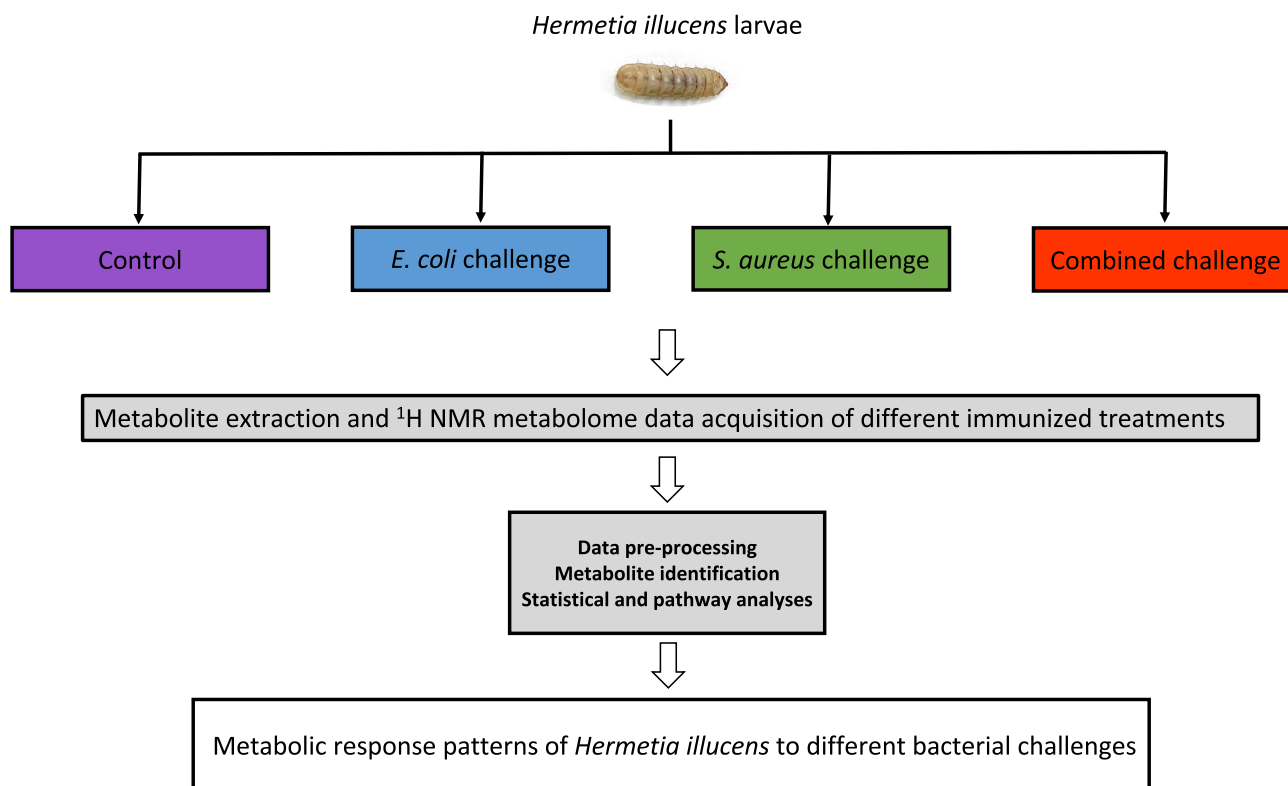 Hermetia illucens larvae
Control
E. coli challenge
S. aureus challenge
Combined challenge
Metabolite extraction and ¹H NMR metabolome data acquisition of different immunized treatments
Data pre-processing
Metabolite identification
Statistical and pathway analyses
Metabolic response patterns of Hermetia illucens to different bacterial challenges